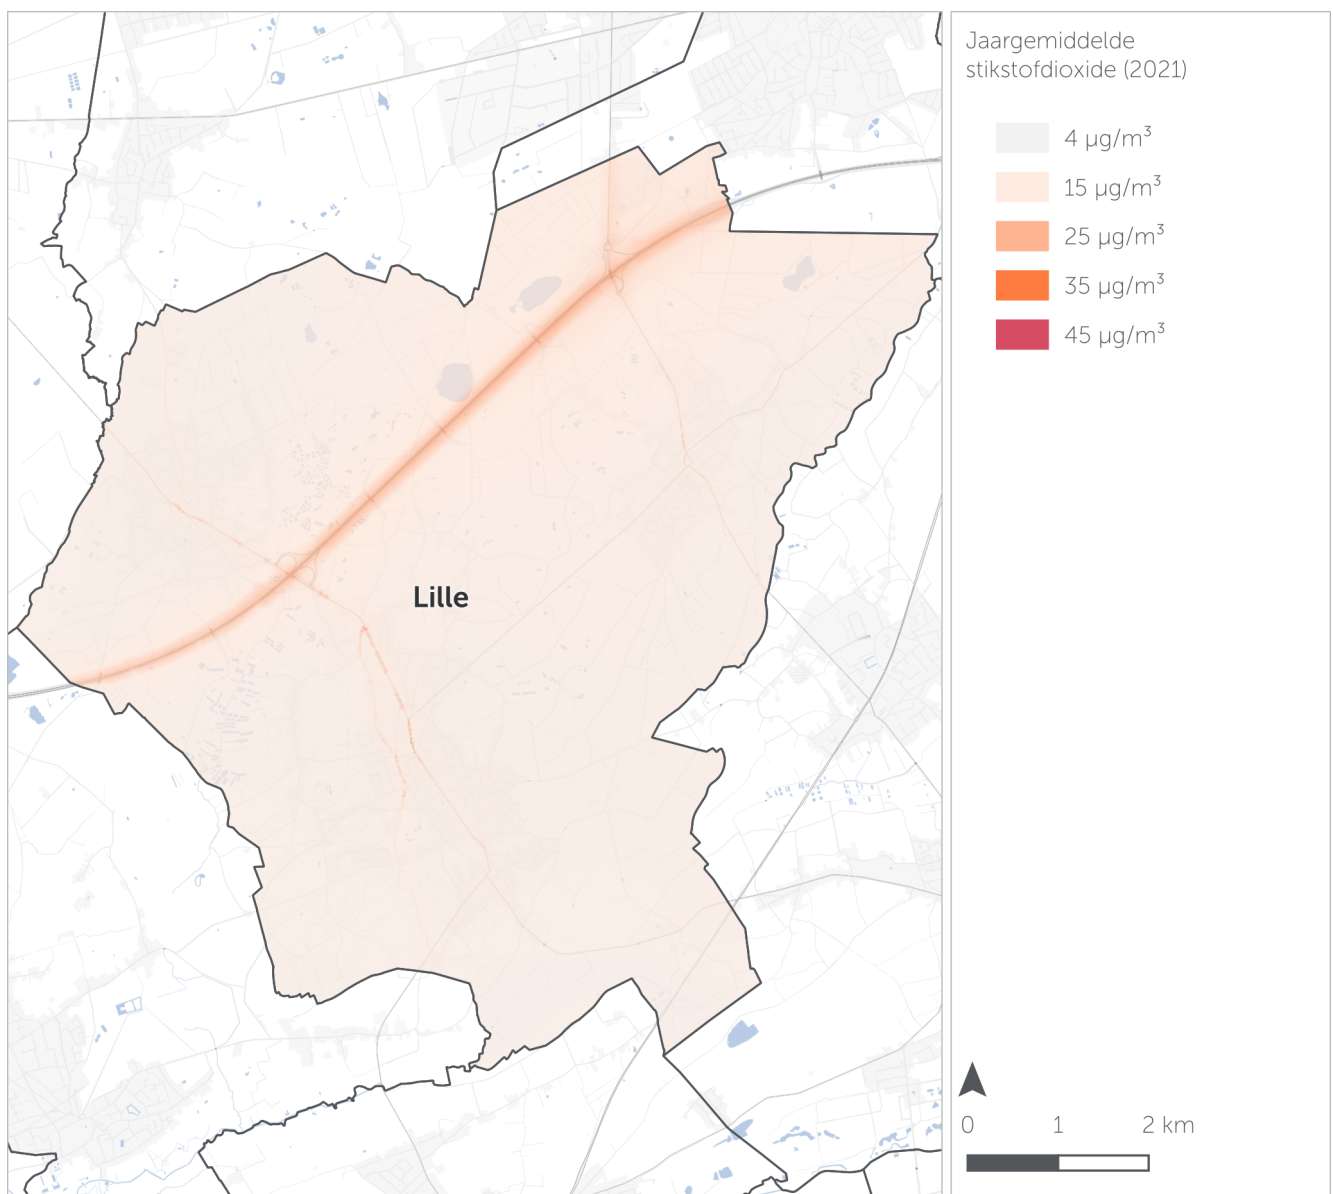 Jaargemiddelde
stikstofdioxide (2021)
4 µg/m³
15 µg/m³
25 µg/m³
35 µg/m³
45 µg/m³
Lille
0 1 2 km